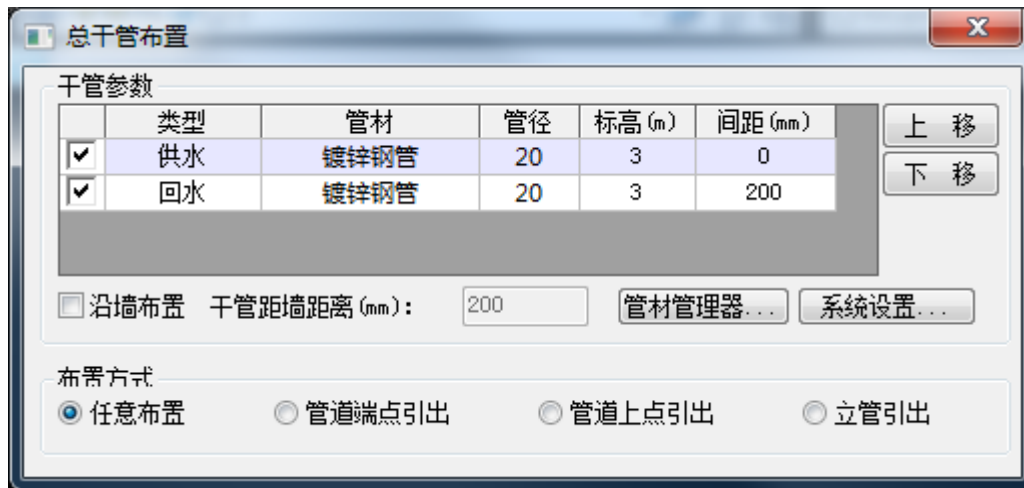 总干管布置
干管参数
类型 管材 管径 标高(m) 间距(mm)
供水 镀锌钢管 20 3 0
回水 镀锌钢管 20 3 200
上 移
下 移
沿墙布置 干管距墙距离(mm): 200 管材管理器... 系统设置...
布置方式
任意布置 管道端点引出 管道上点引出 立管引出